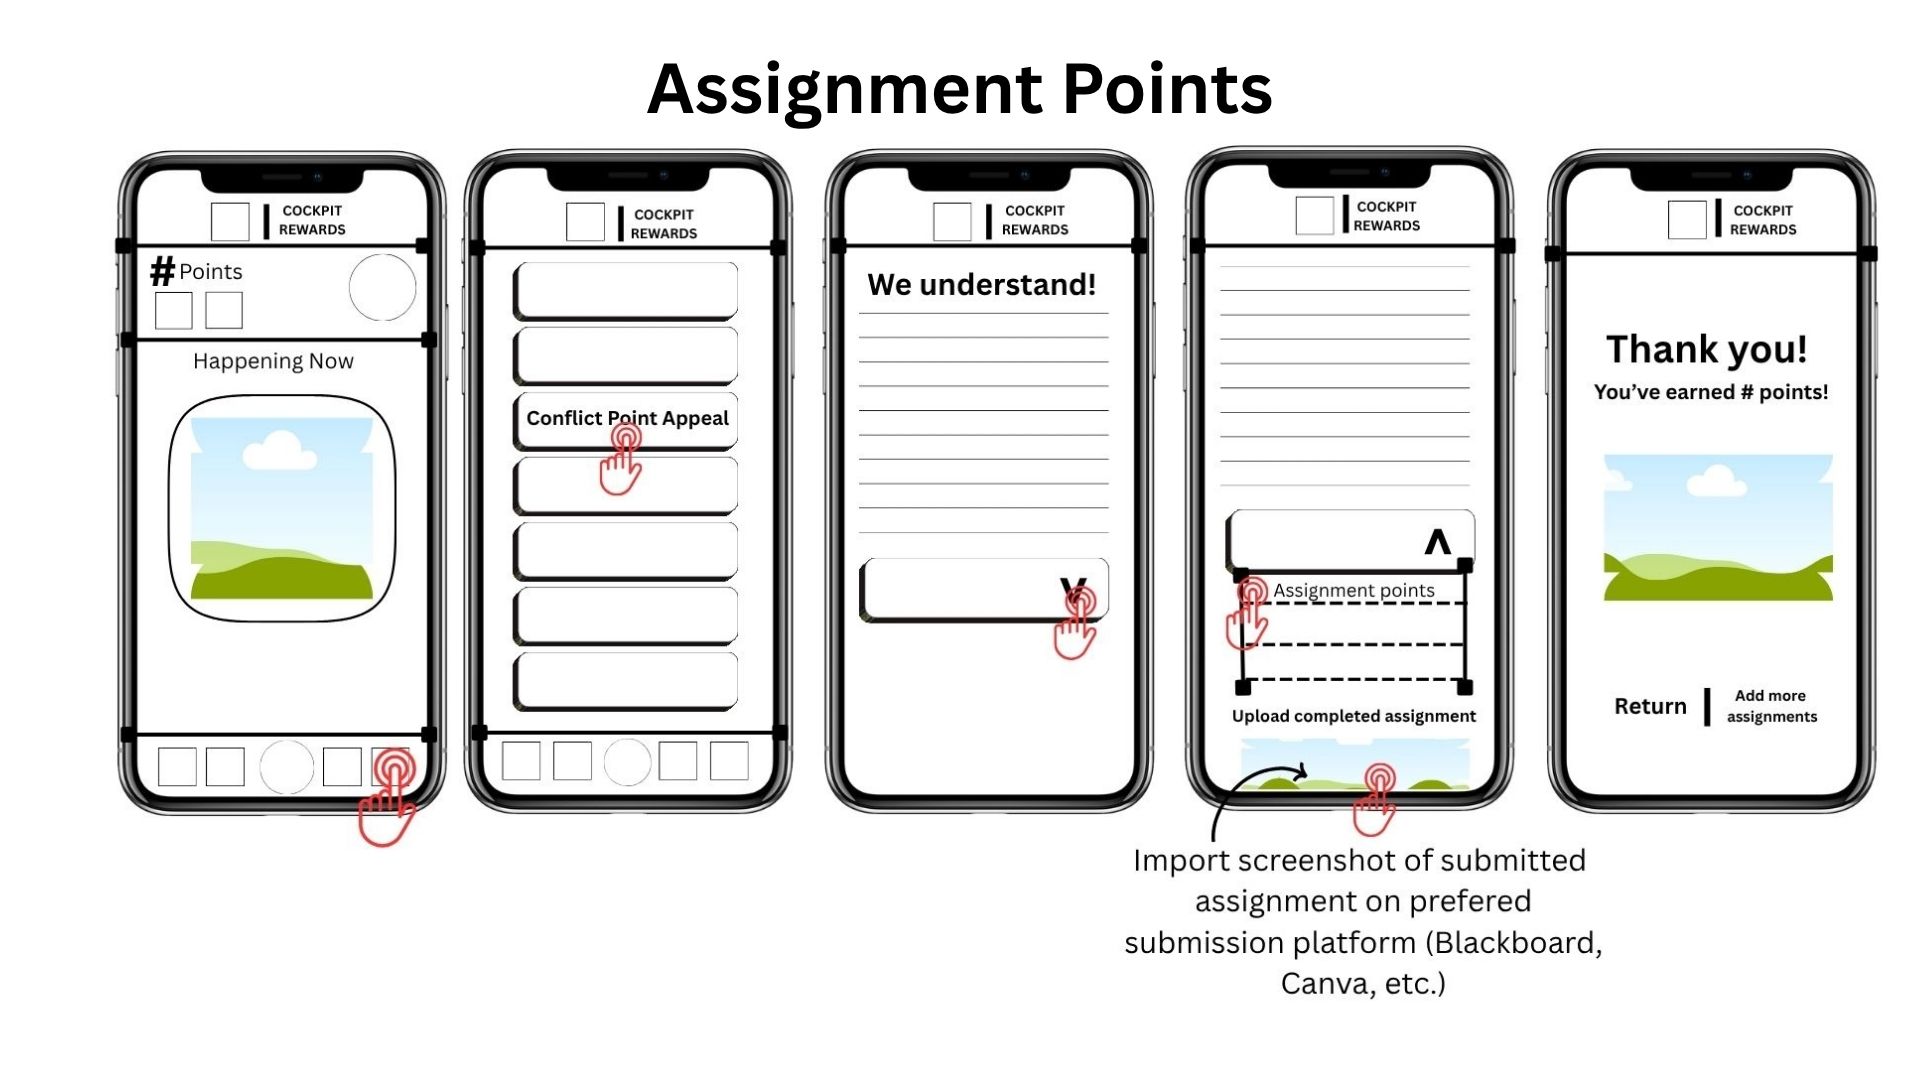 Assignment Points
COCKPIT
REWARDS
# Points
Happening Now
COCKPIT
REWARDS
Conflict Point Appeal
COCKPIT
REWARDS
We understand!
v
COCKPIT
REWARDS
^
Assignment points
Upload completed assignment
Import screenshot of submitted
assignment on prefered
submission platform (Blackboard,
Canva, etc.)
COCKPIT
REWARDS
Thank you!
You’ve earned # points!
Return
Add more
assignments